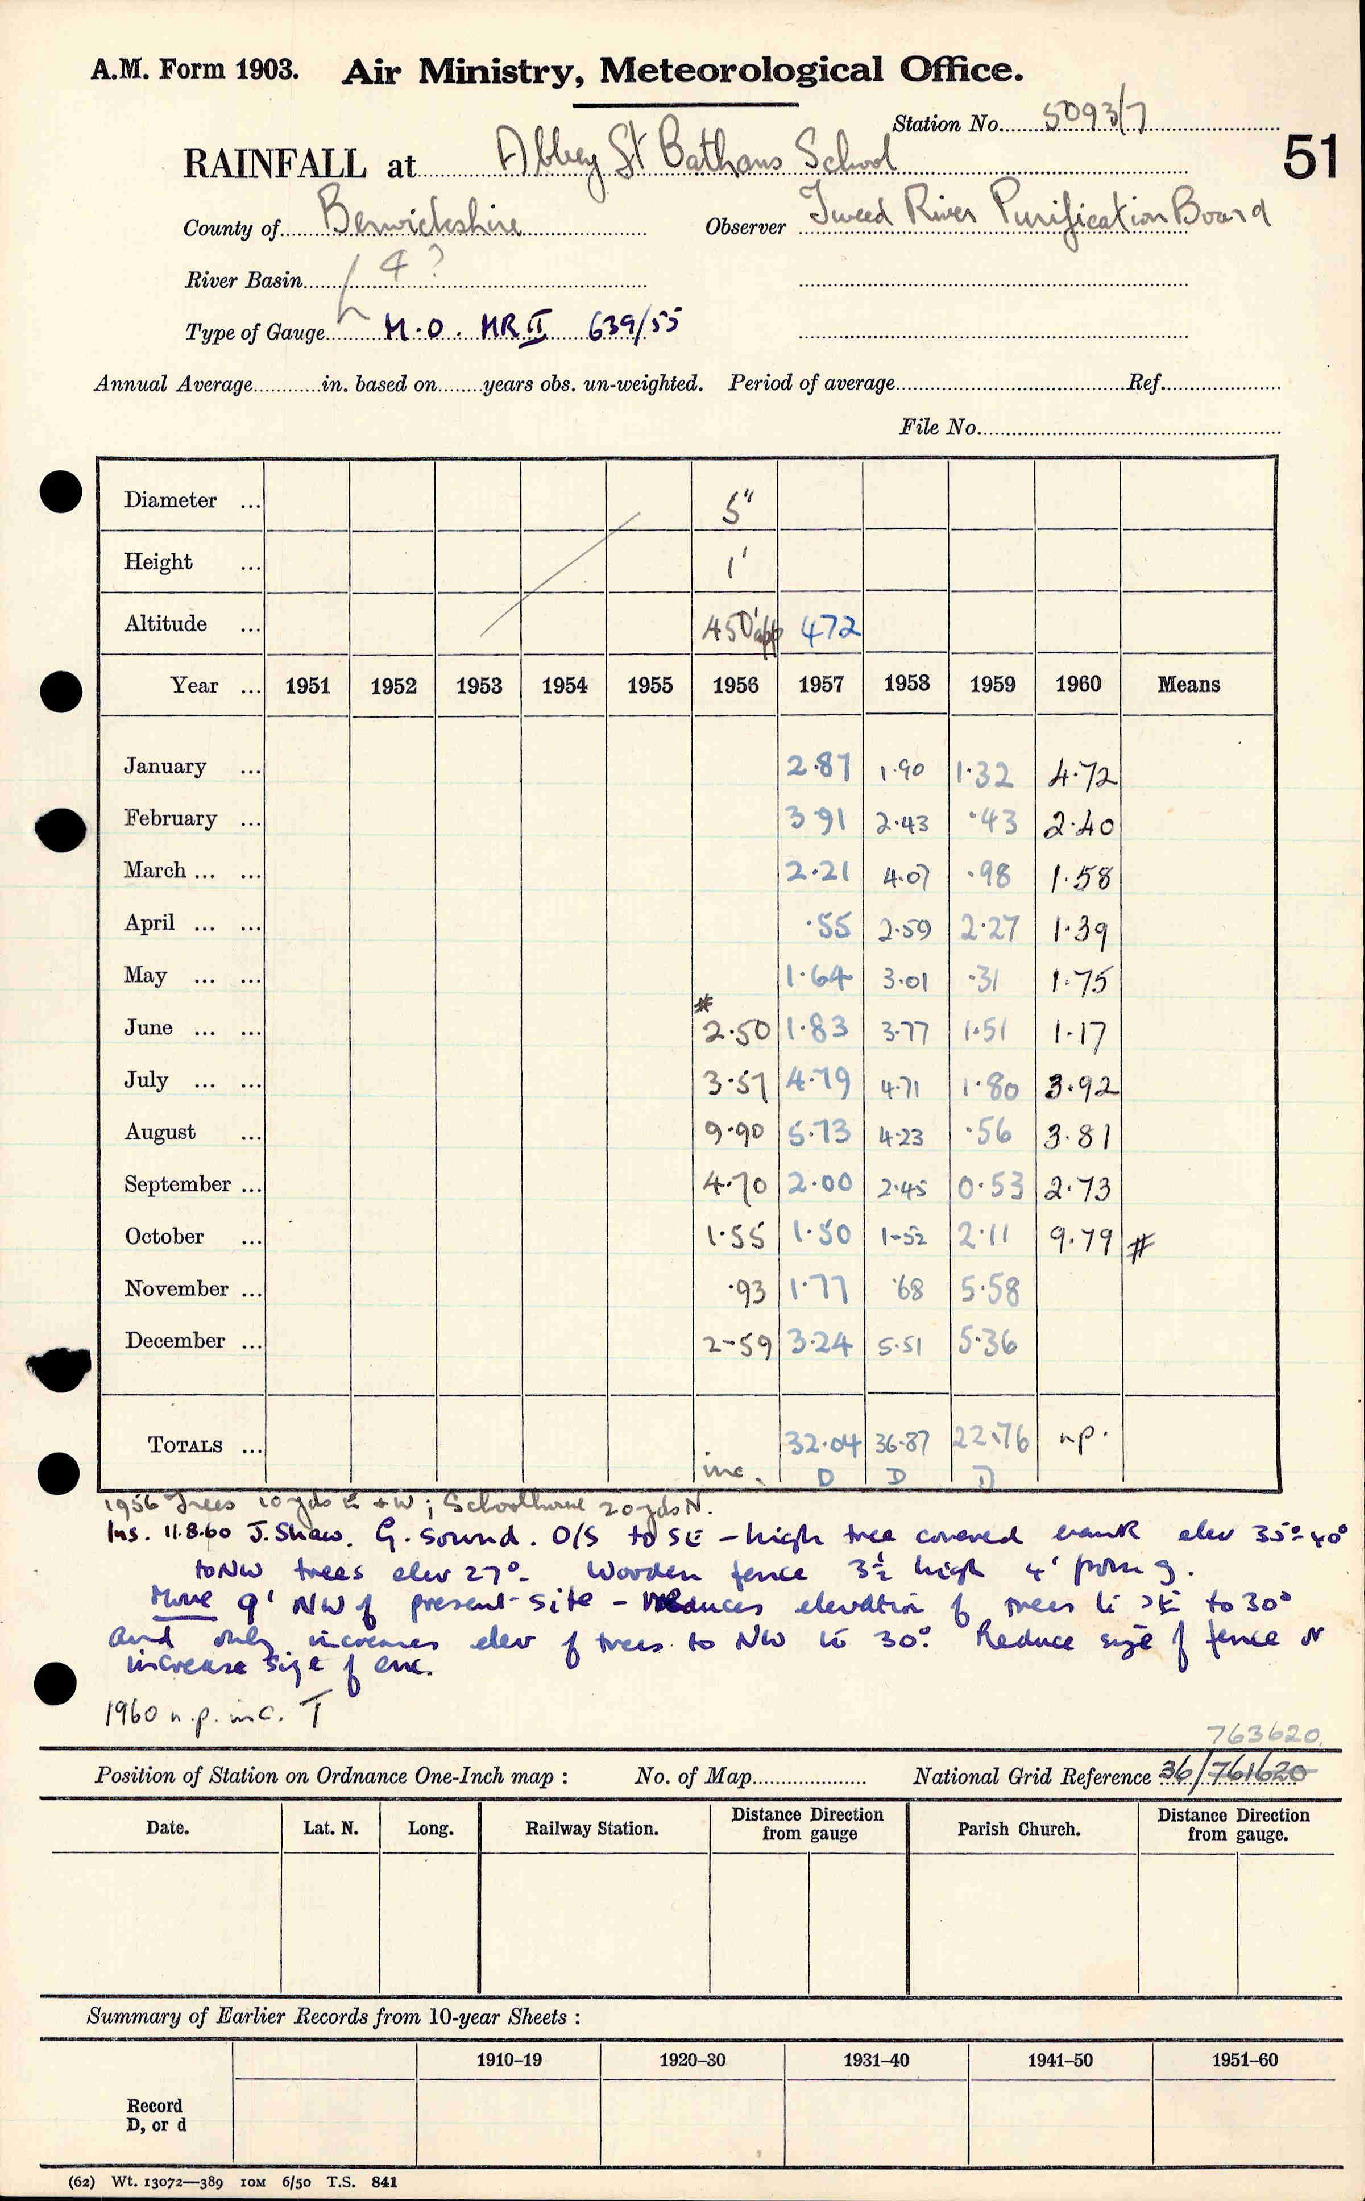 A.M. Form 1903. Air Ministry, Meteorological Office.
Station No. 5093/7
51
RAINFALL at Abbey St Bathans School
County of Berwickshire Observer Tweed River Purification Board
River Basin 4?
Type of Gauge M.O. MR II 639/55
Annual Average in. based on years obs. un-weighted. Period of average Ref.
File No.
Diameter ... 5"
Height ... 1'
Altitude ... 450' app 472
Year ... 1951 1952 1953 1954 1955 1956 1957 1958 1959 1960 Means
January ... 2.87 1.90 1.32 4.72
February ... 3 91 2.43 .43 2.40
March ... ... 2.21 4.07 .98 1.58
April ... ... .55 2.59 2.27 1.39
May ... ... 1.64 3.01 .31 1.75
#
June ... ... 2.50 1.83 3.77 1.51 1.17
July ... ... 3.57 4.79 4.71 1.80 3.92
August ... 9.90 5.73 4.23 .56 3.81
September ... 4.70 2.00 2.45 0.53 2.73
October ... 1.55 1.50 1.52 2.11 9.79 #
November ... .93 1.77 .68 5.58
December ... 2-59 3.24 5.51 5.36
TOTALS ... inc. 32.04 36.87 22.76 n.p.
D D D
1956 Trees 10 yds E + W; Schoolhouse 20 yds N.
Ins. 11.8.60 J. Shaw. G. sound. O/S to SE – high tree covered bank elev 35°-40°
to NW trees elev 27°. Wooden fence 3½ high 4' from g.
Move 9' NW of present site – reduces elevation of trees to SE to 30°
and only increases elev of trees to NW to 30°. Reduce size of fence or
increase size of enc.
1960 n.p. inc. T
763620
Position of Station on Ordnance One-Inch map : No. of Map National Grid Reference 36/761620
Date. Lat. N. Long. Railway Station. Distance Direction from gauge Parish Church. Distance Direction from gauge.
Summary of Earlier Records from 10-year Sheets :
1910–19 1920–30 1931–40 1941–50 1951–60
Record
D, or d
(62) Wt. 13072—389 10M 6/50 T.S. 841